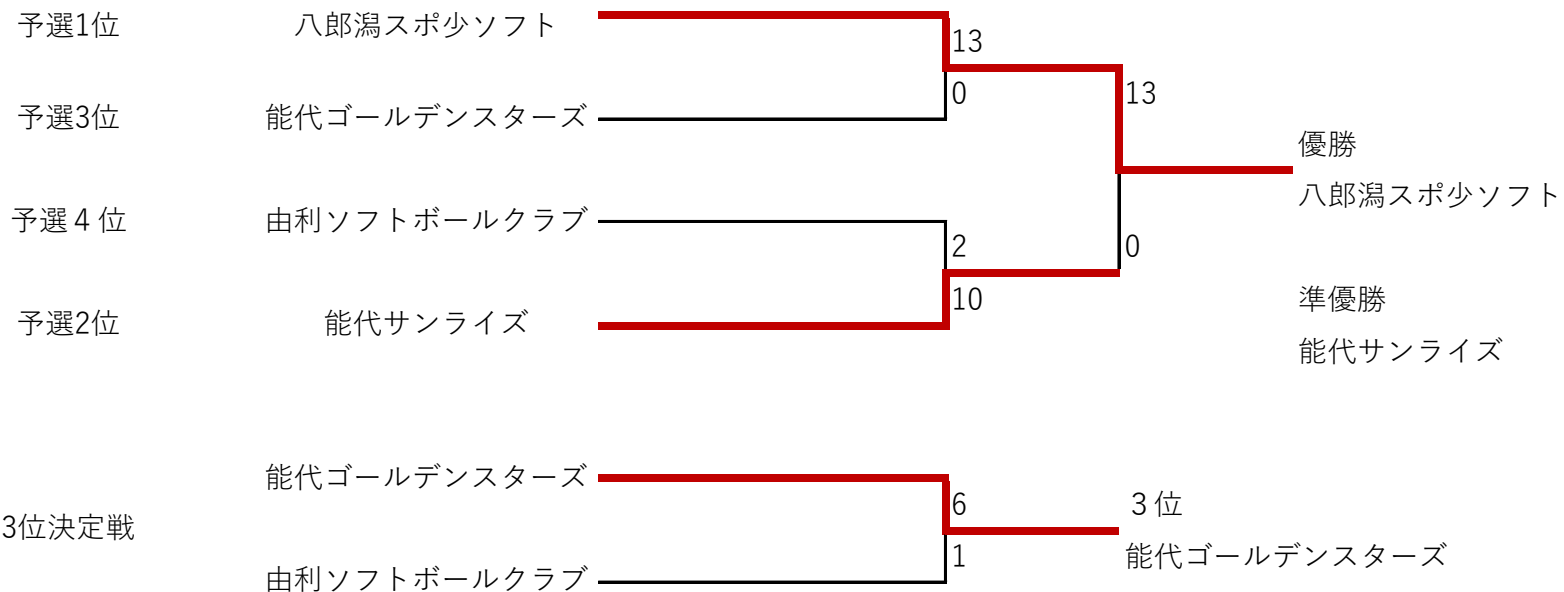 予選1位 八郎潟スポ少ソフト
13
0
予選3位 能代ゴールデンスターズ
13
優勝
八郎潟スポ少ソフト
予選４位 由利ソフトボールクラブ
2
0
10
予選2位 能代サンライズ
準優勝
能代サンライズ
能代ゴールデンスターズ
6
３位
3位決定戦
1
能代ゴールデンスターズ
由利ソフトボールクラブ